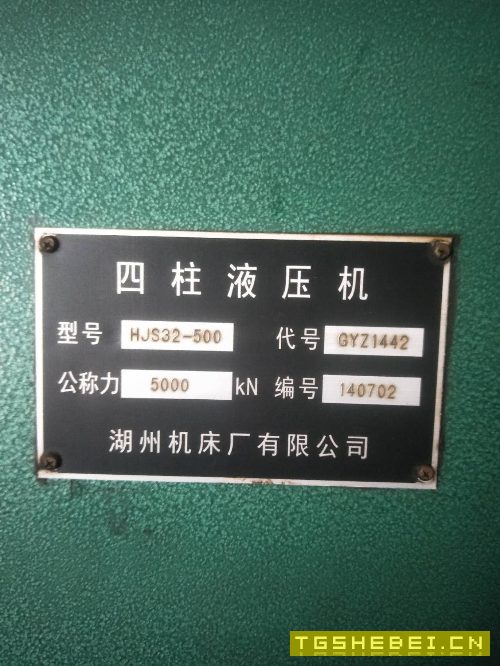 四柱液压机
型号 HJS32-500 代号 GYZ1442
公称力 5000 kN 编号 140702
湖州机床厂有限公司
TGSHEBEI.CN